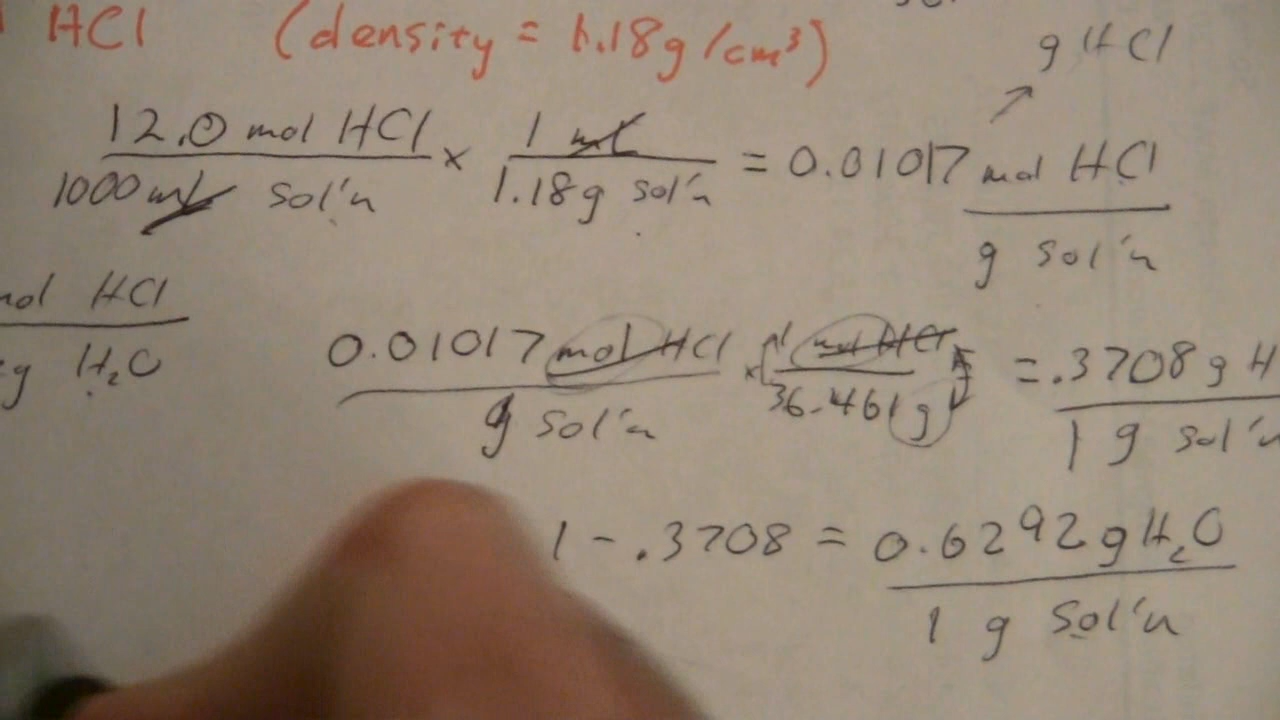 HCl (density = 1.18g/cm³)
g HCl
12.0 mol HCl / 1000 mL sol'n × 1 mL / 1.18g sol'n = 0.01017 mol HCl / g sol'n
mol HCl / g H₂O
0.01017 mol HCl / g sol'n × [1 mol HCl / 36.461g] = .3708 g H / 1 g sol'n
1 - .3708 = 0.6292 g H₂O / 1 g sol'n